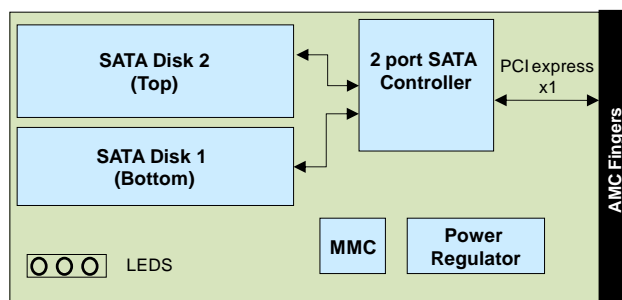 SATA Disk 2
(Top)
2 port SATA
Controller
PCI express
x1
SATA Disk 1
(Bottom)
AMC Fingers
MMC
Power
Regulator
LEDS